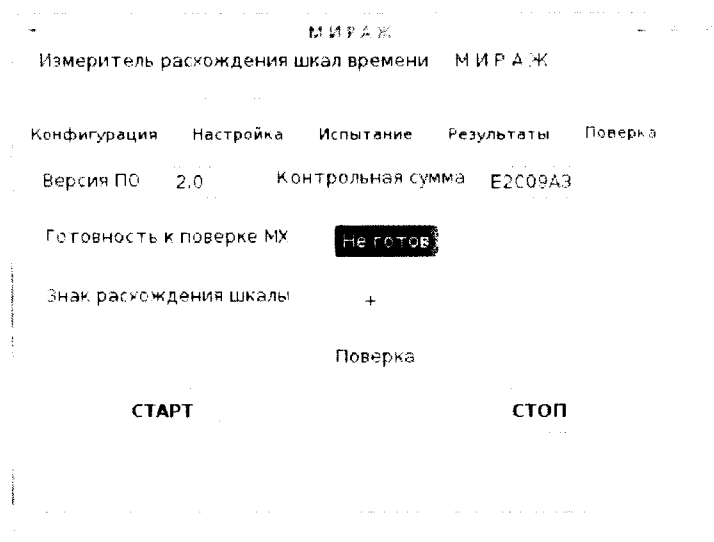 МИРАЖ
Измеритель расхождения шкал времени МИРАЖ
Конфигурация Настройка Испытание Результаты Поверка
Версия ПО 2.0 Контрольная сумма E2C09A3
Готовность к поверке МХ Не готов
Знак расхождения шкалы +
Поверка
СТАРТ СТОП